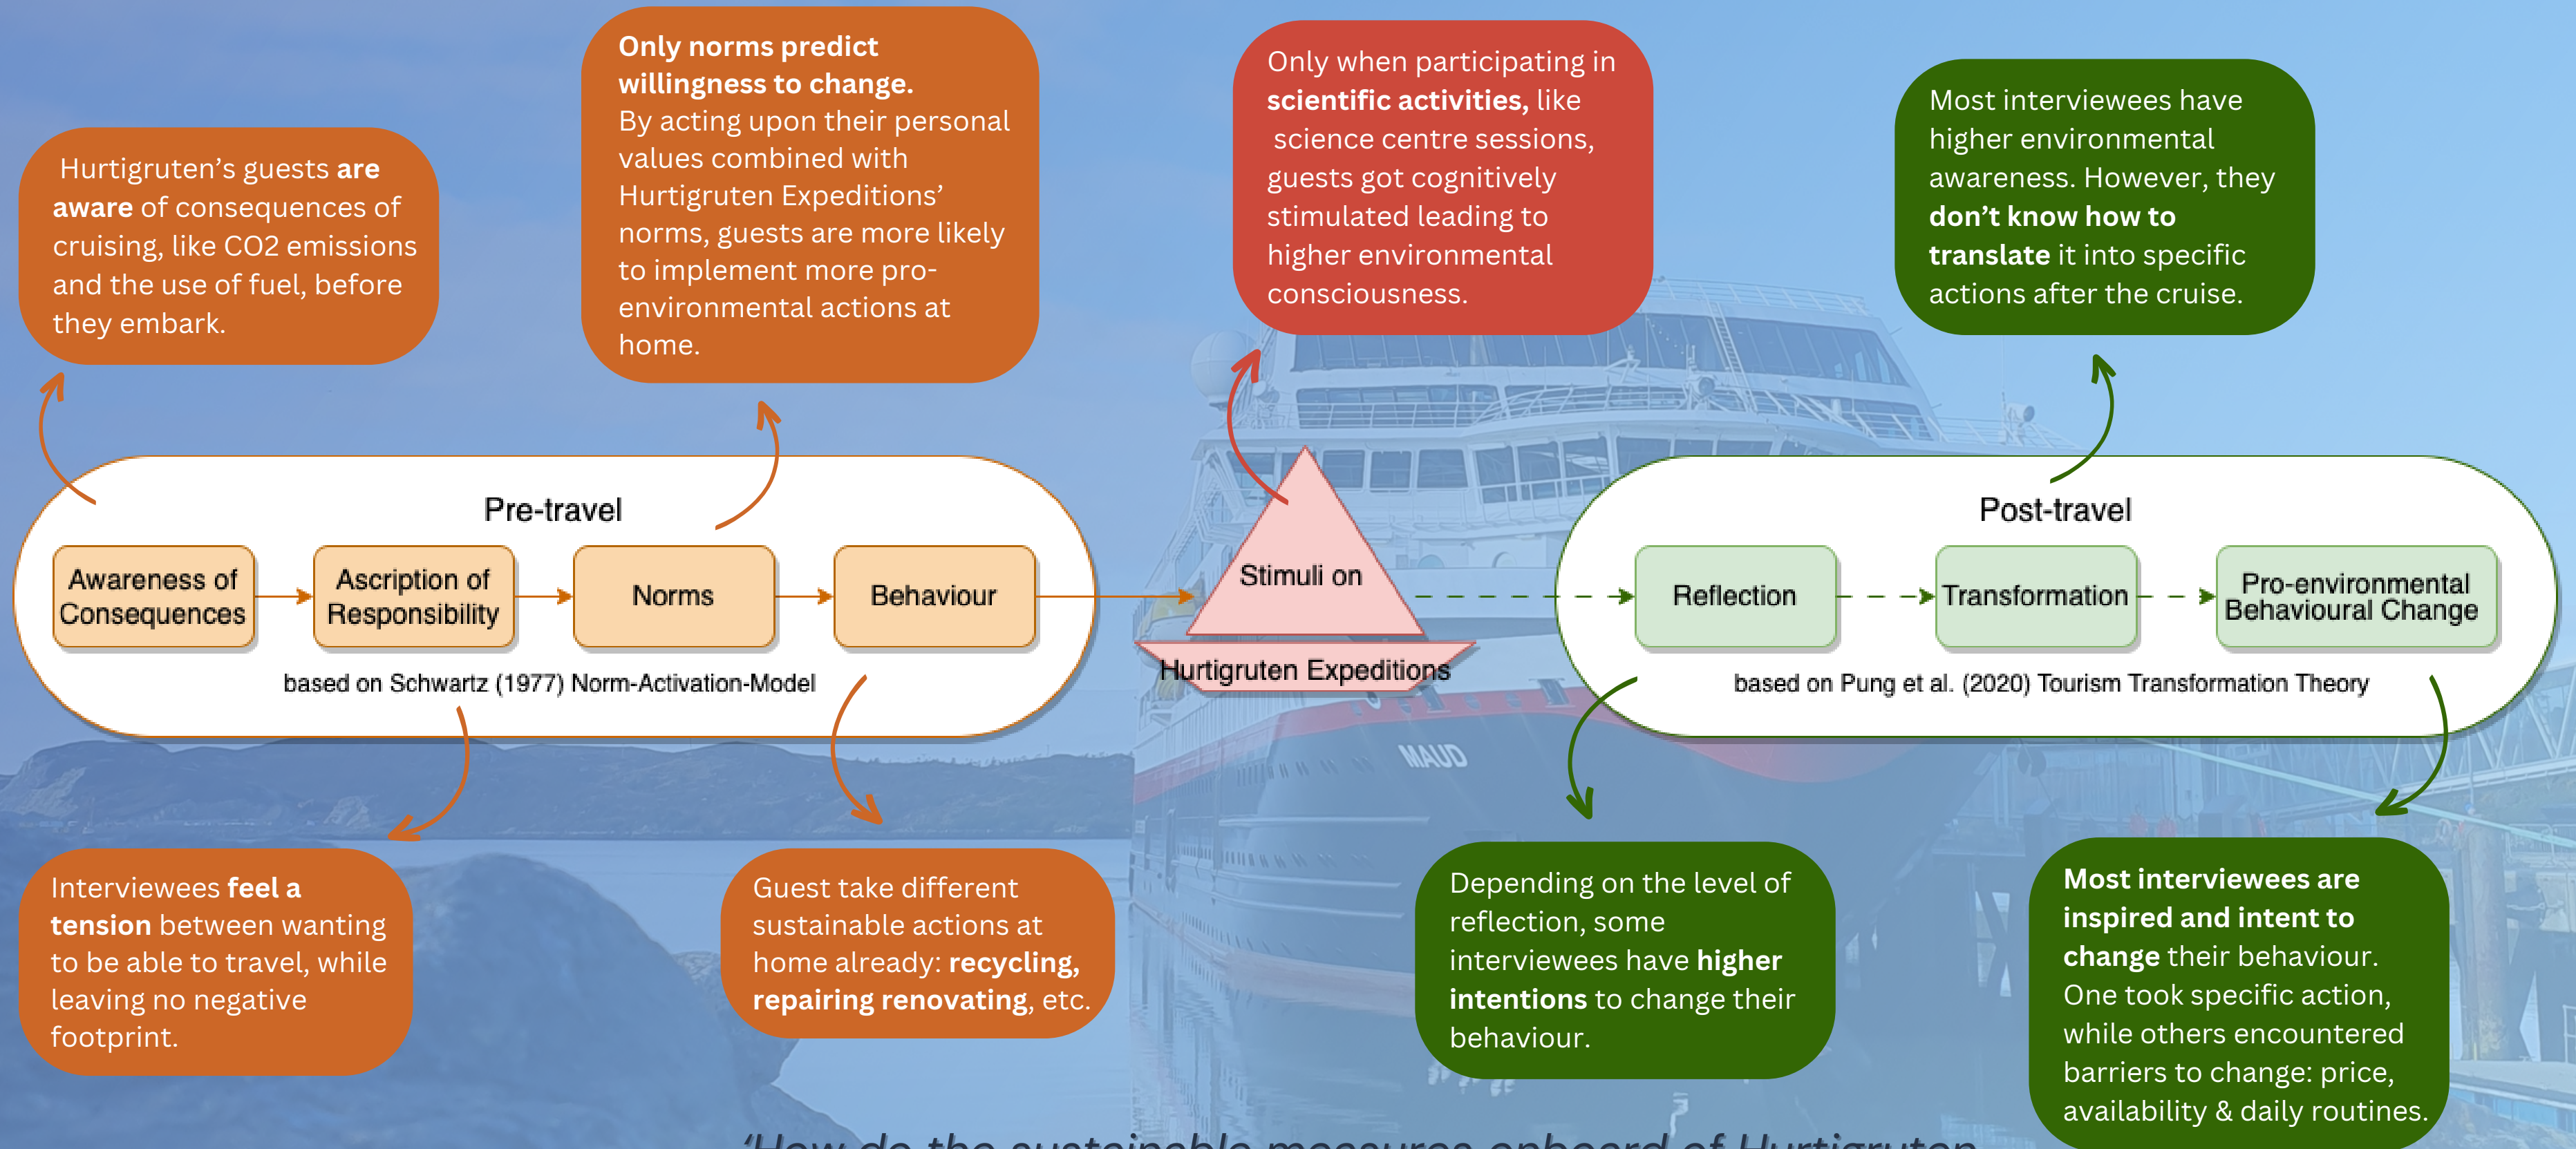 Hurtigruten’s guests are
aware of consequences of
cruising, like CO2 emissions
and the use of fuel, before
they embark.
Only norms predict
willingness to change.
By acting upon their personal
values combined with
Hurtigruten Expeditions’
norms, guests are more likely
to implement more pro-
environmental actions at
home.
Only when participating in
scientific activities, like
science centre sessions,
guests got cognitively
stimulated leading to
higher environmental
consciousness.
Most interviewees have
higher environmental
awareness. However, they
don’t know how to
translate it into specific
actions after the cruise.
Pre-travel
Awareness of
Consequences
Ascription of
Responsibility
Norms
Behaviour
based on Schwartz (1977) Norm-Activation-Model
Stimuli on
Hurtigruten Expeditions
Post-travel
Reflection
Transformation
Pro-environmental
Behavioural Change
based on Pung et al. (2020) Tourism Transformation Theory
MAUD
Interviewees feel a
tension between wanting
to be able to travel, while
leaving no negative
footprint.
Guest take different
sustainable actions at
home already: recycling,
repairing renovating, etc.
Depending on the level of
reflection, some
interviewees have higher
intentions to change their
behaviour.
Most interviewees are
inspired and intent to
change their behaviour.
One took specific action,
while others encountered
barriers to change: price,
availability & daily routines.
‘How do the sustainable measures onboard of Hurtigruten